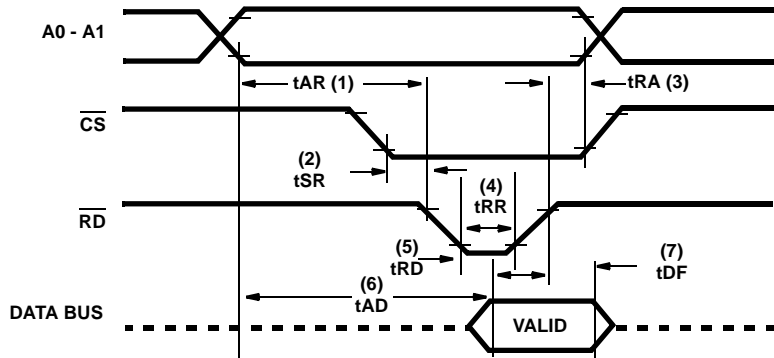 A0 - A1
tAR (1)
tRA (3)
CS
(2)
tSR
(4)
tRR
RD
(5)
tRD
(7)
tDF
(6)
tAD
DATA BUS
VALID